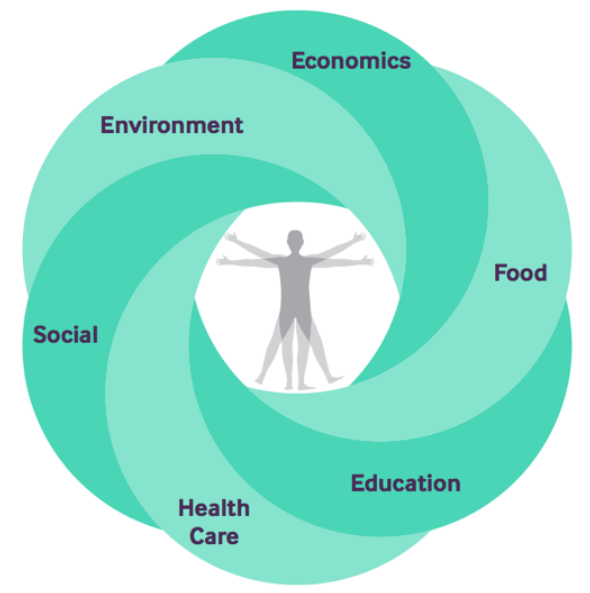 Economics
Environment
Food
Social
Education
Health
Care